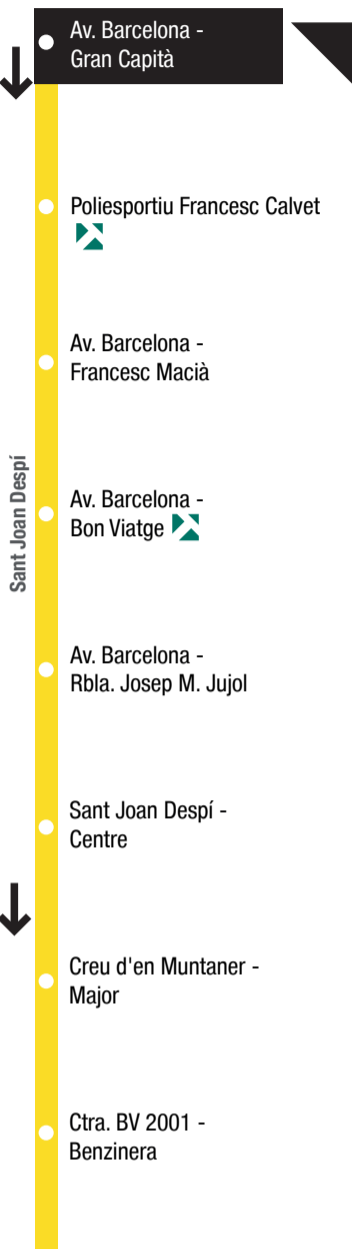 Av. Barcelona -
Gran Capità
Poliesportiu Francesc Calvet
Av. Barcelona -
Francesc Macià
Av. Barcelona -
Bon Viatge
Sant Joan Despí
Av. Barcelona -
Rbla. Josep M. Jujol
Sant Joan Despí -
Centre
Creu d'en Muntaner -
Major
Ctra. BV 2001 -
Benzinera